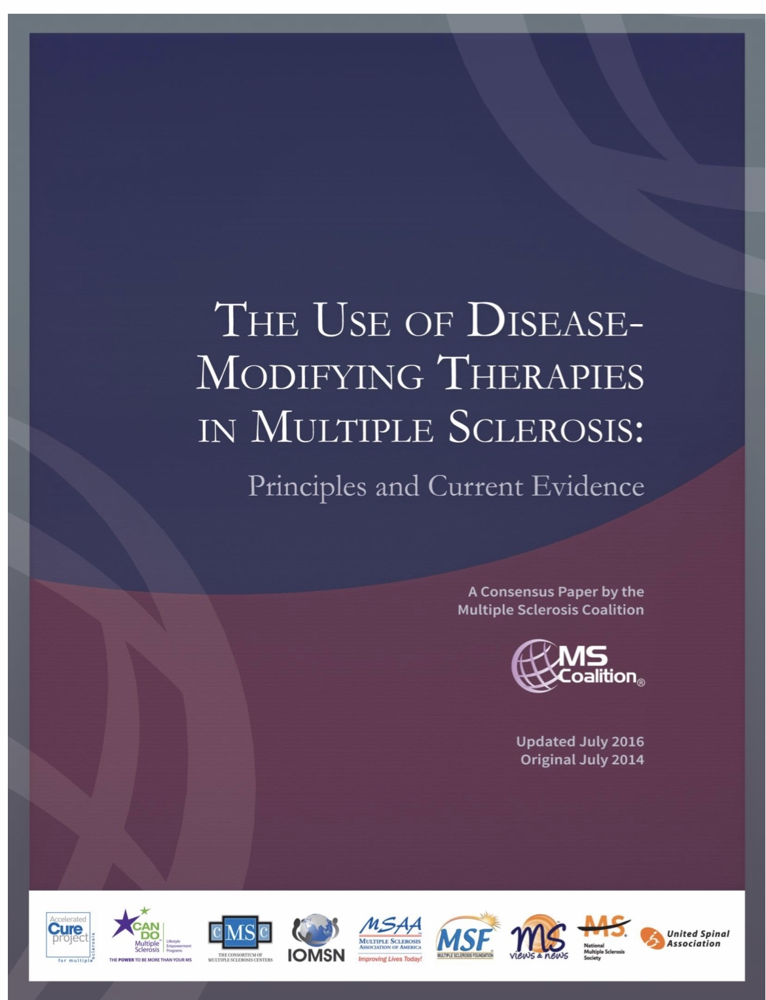 THE USE OF DISEASE-
MODIFYING THERAPIES
IN MULTIPLE SCLEROSIS:
Principles and Current Evidence
A Consensus Paper by the
Multiple Sclerosis Coalition
MS
Coalition®
Updated July 2016
Original July 2014
Accelerated
Cure
project
for multiple
sclerosis
CAN
DO™
Multiple
Sclerosis
Lifestyle
Empowerment
Programs
THE POWER TO BE MORE THAN YOUR MS
CMSC
THE CONSORTIUM OF
MULTIPLE SCLEROSIS CENTERS
IOMSN
MSAA
MULTIPLE SCLEROSIS
ASSOCIATION OF AMERICA
Improving Lives Today!
MSF
MULTIPLE SCLEROSIS FOUNDATION
MS
views & news
MS
National
Multiple Sclerosis
Society
United Spinal
Association